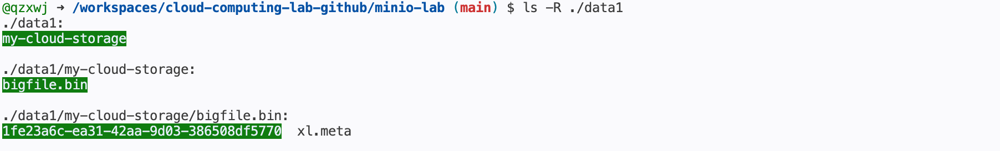 @qzxwj ➜ /workspaces/cloud-computing-lab-github/minio-lab (main) $ ls -R ./data1
./data1:
my-cloud-storage
./data1/my-cloud-storage:
bigfile.bin
./data1/my-cloud-storage/bigfile.bin:
1fe23a6c-ea31-42aa-9d03-386508df5770  xl.meta